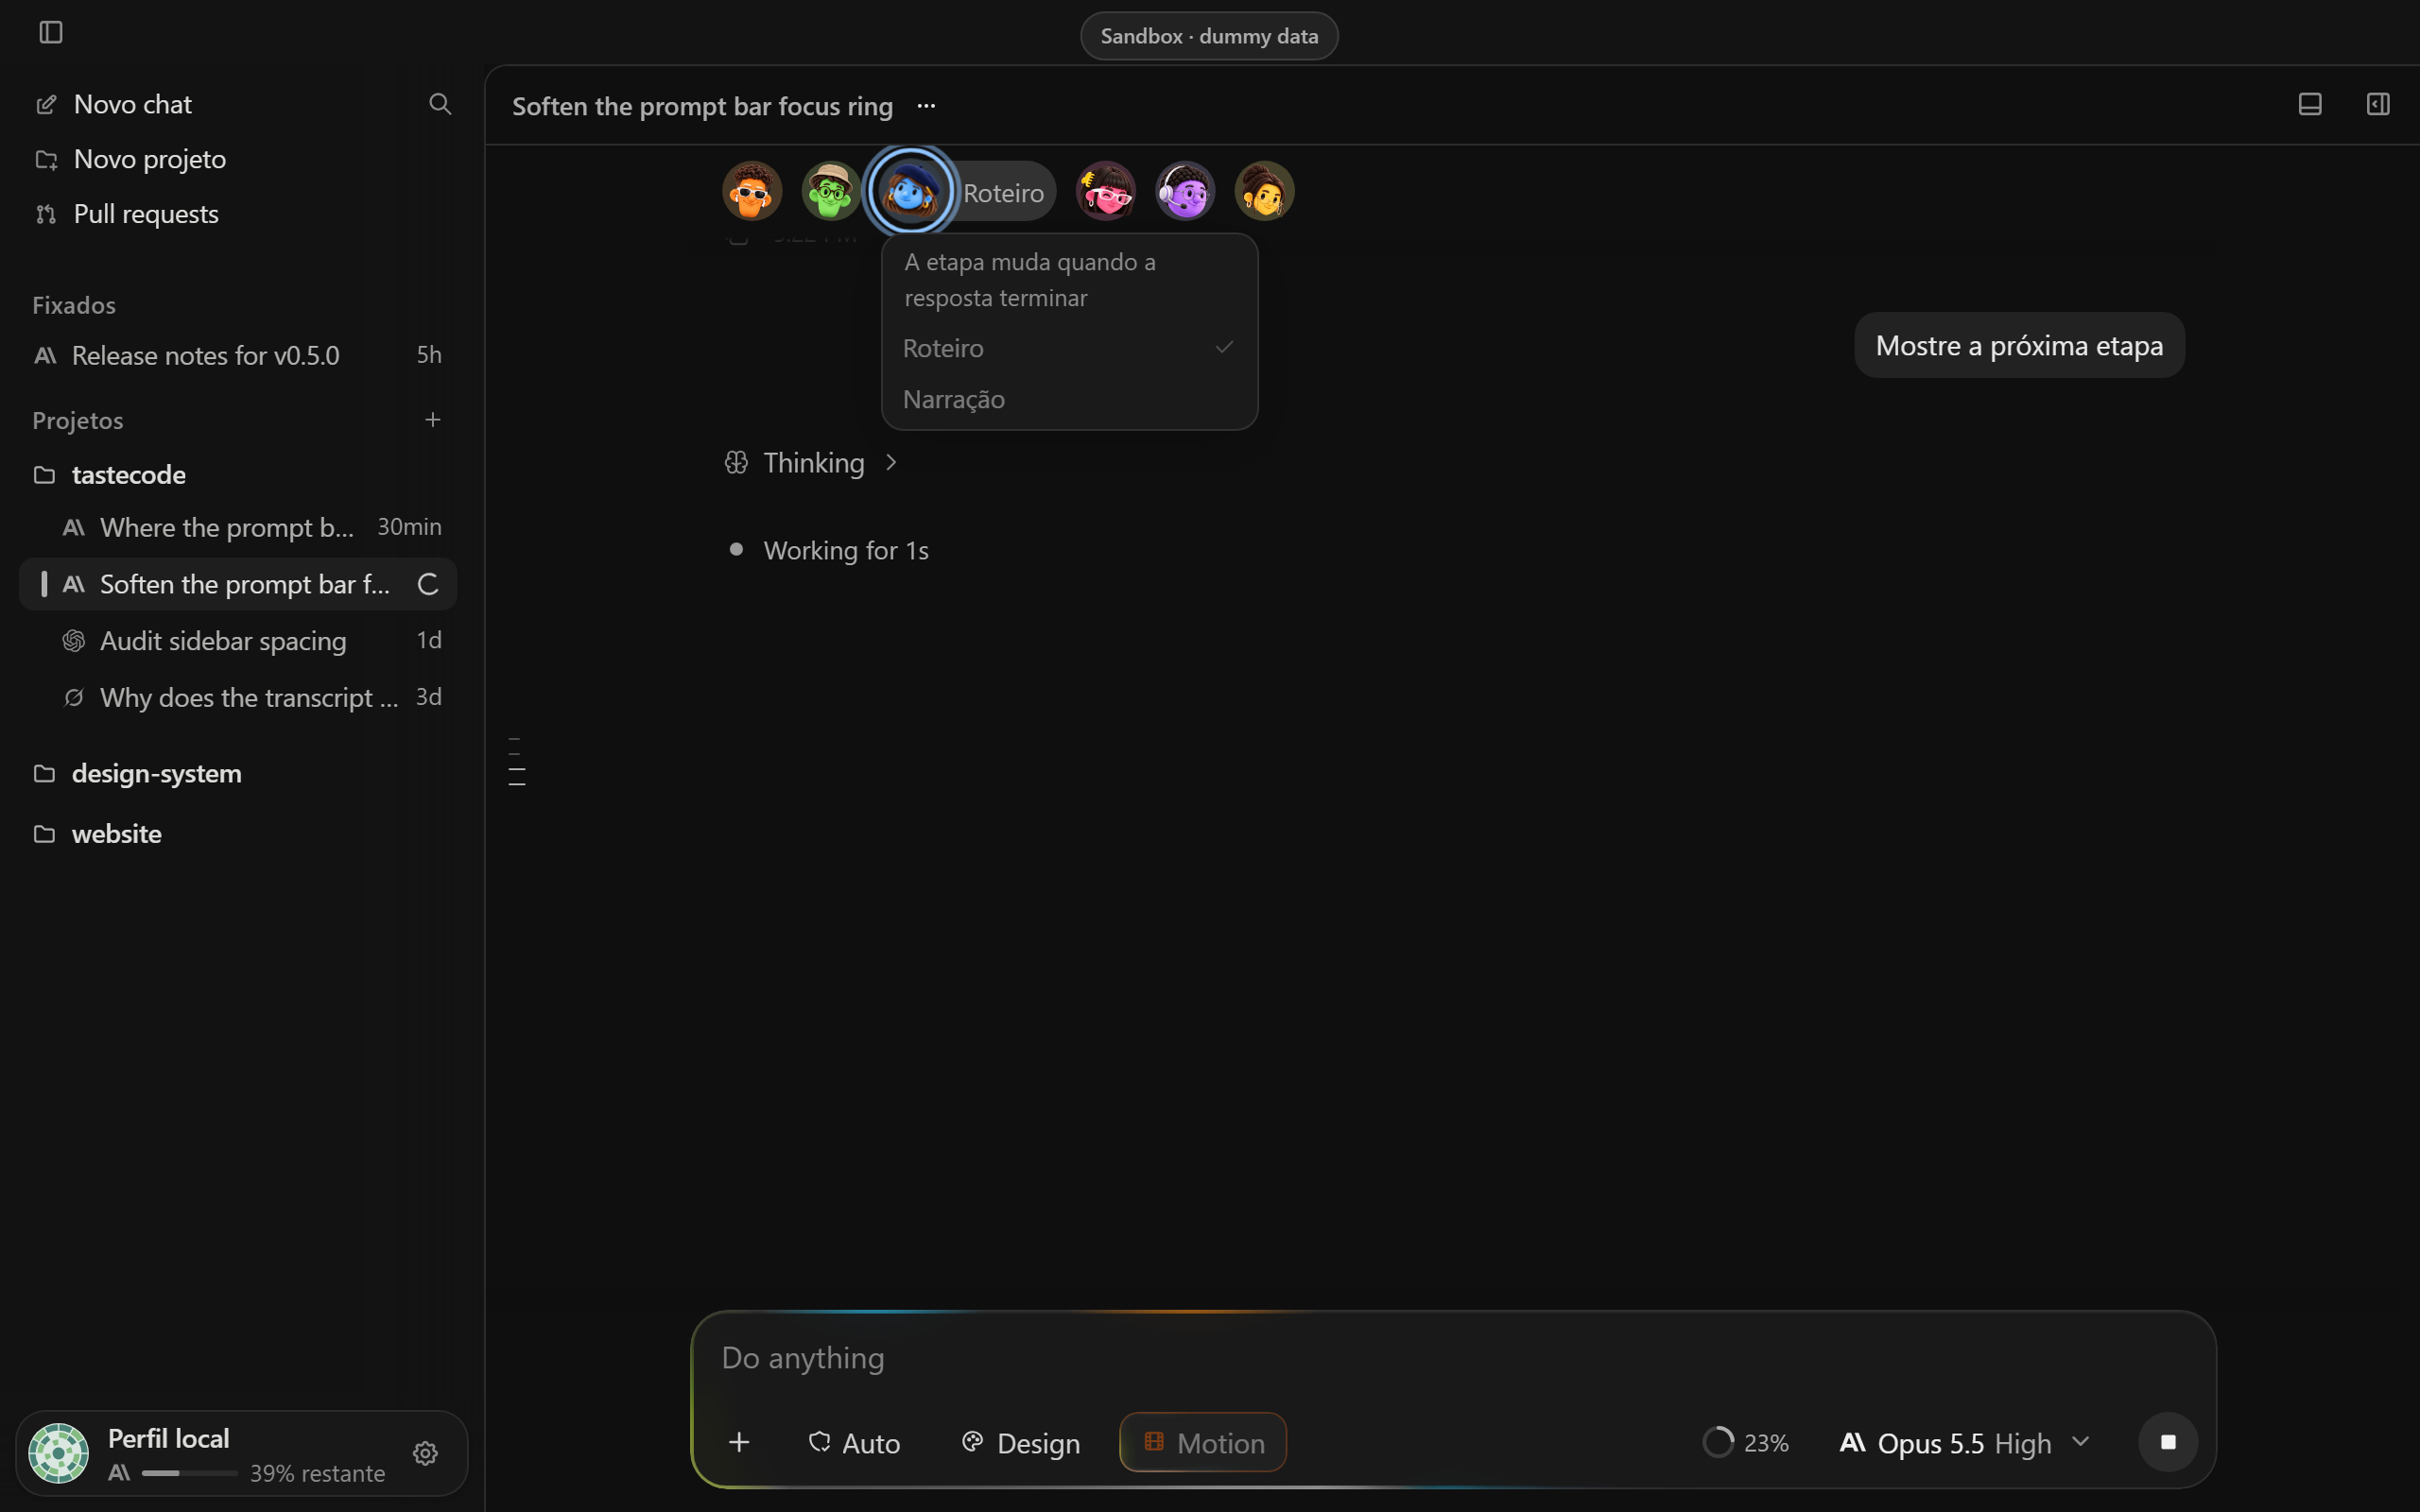 Sandbox · dummy data
Novo chat
Novo projeto
Pull requests
Fixados
Release notes for v0.5.0 5h
Projetos
tastecode
Where the prompt b... 30min
Soften the prompt bar f...
Audit sidebar spacing 1d
Why does the transcript ... 3d
design-system
website
Perfil local
39% restante
Soften the prompt bar focus ring
Roteiro
A etapa muda quando a
resposta terminar
Roteiro
Narração
Mostre a próxima etapa
Thinking
Working for 1s
Do anything
Auto Design Motion 23% Opus 5.5 High